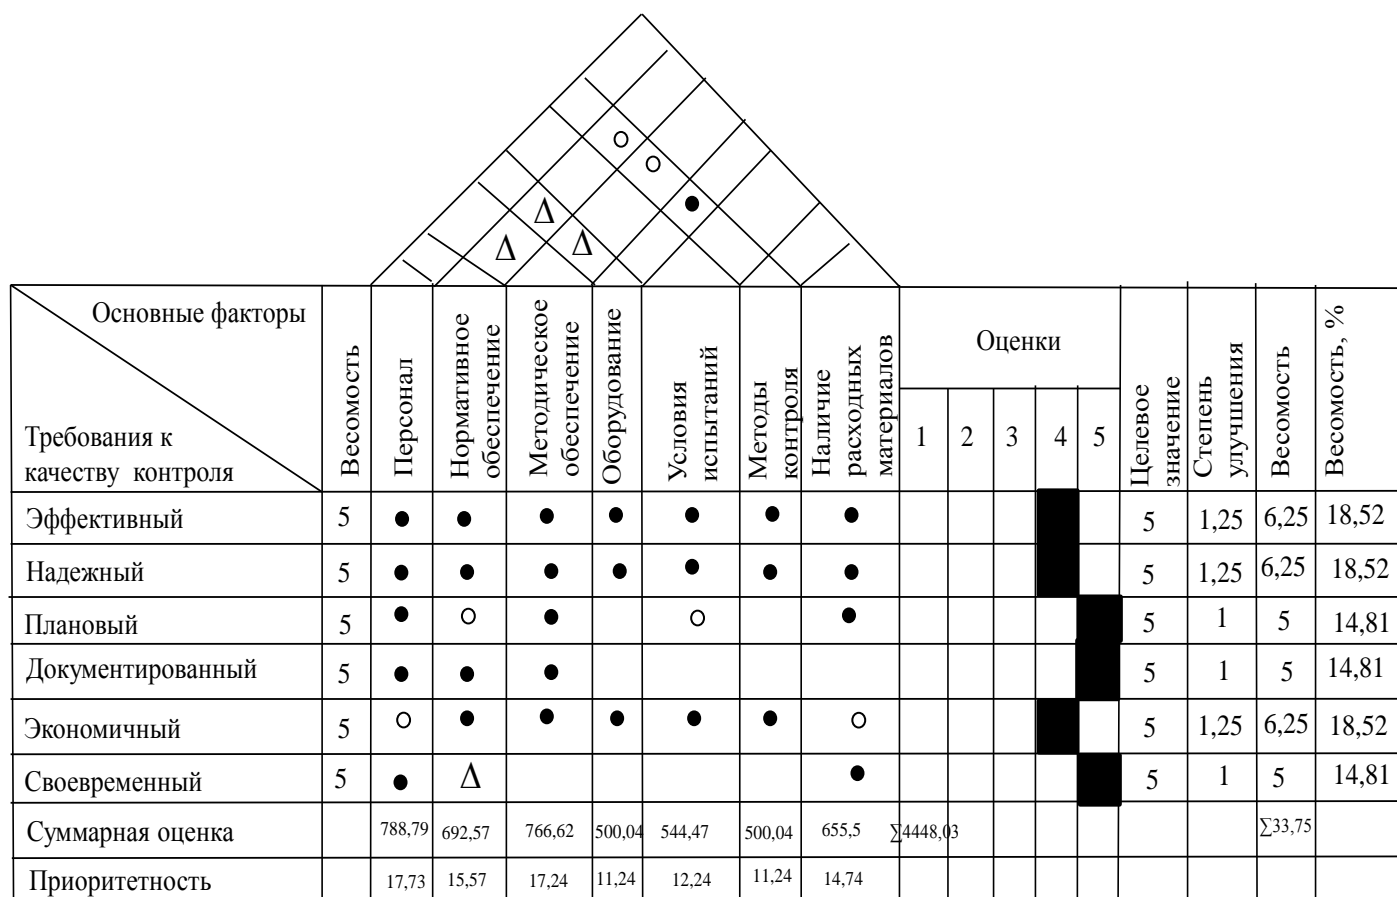 Основные факторы
Требования к
качеству контроля
Весомость
Персонал
Нормативное
обеспечение
Методическое
обеспечение
Оборудование
Условия
испытаний
Методы
контроля
Наличие
расходных
материалов
Оценки
1 2 3 4 5
Целевое
значение
Степень
улучшения
Весомость
Весомость, %
Эффективный 5 5 1,25 6,25 18,52
Надежный 5 5 1,25 6,25 18,52
Плановый 5 5 1 5 14,81
Документированный 5 5 1 5 14,81
Экономичный 5 5 1,25 6,25 18,52
Своевременный 5 Δ 5 1 5 14,81
Суммарная оценка 788,79 692,57 766,62 500,04 544,47 500,04 655,5 ∑4448,03 ∑33,75
Приоритетность 17,73 15,57 17,24 11,24 12,24 11,24 14,74